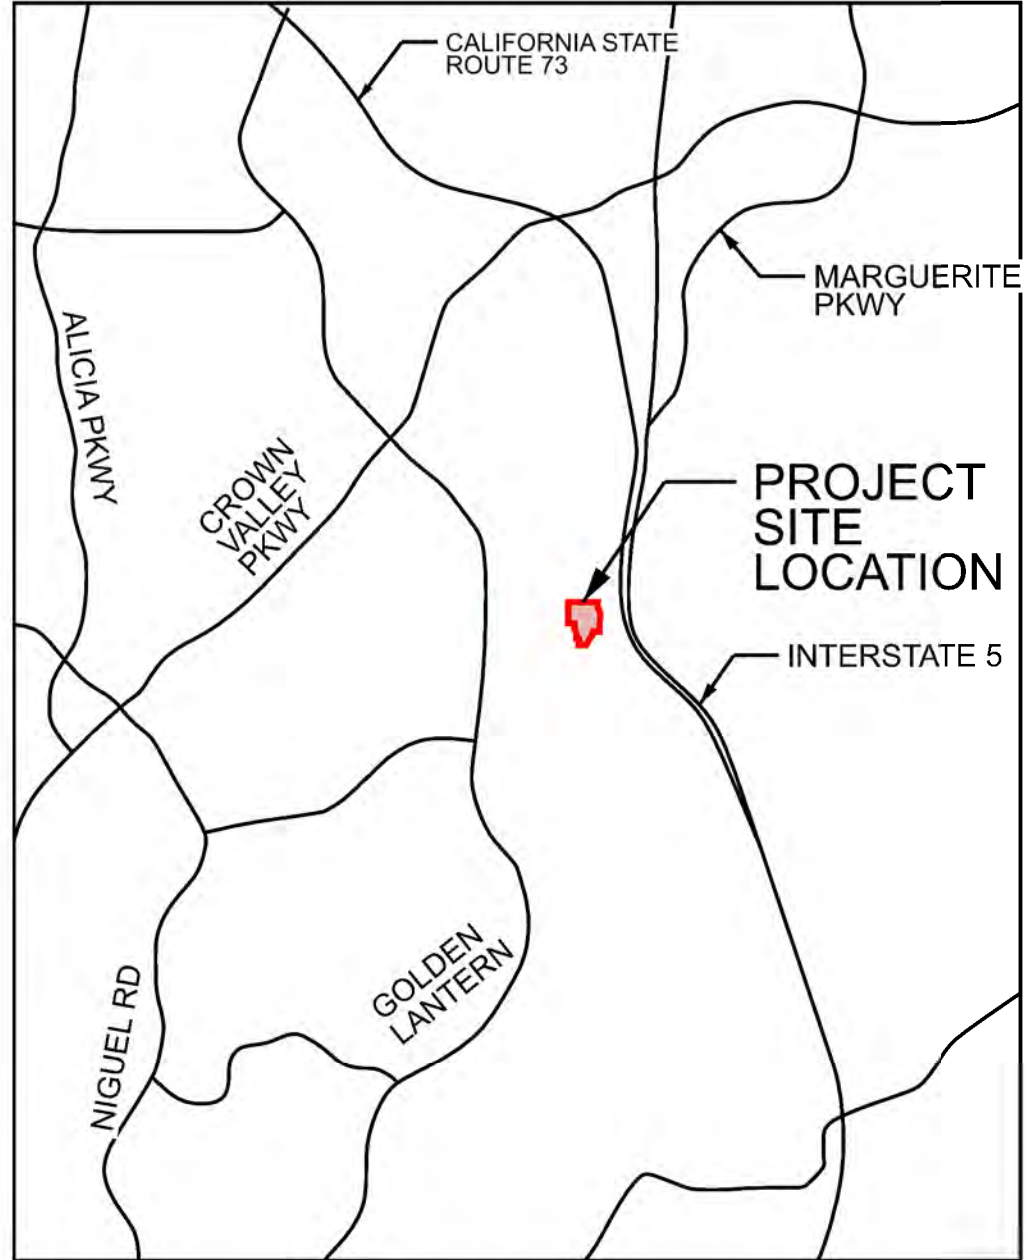 CALIFORNIA STATE
ROUTE 73
MARGUERITE
PKWY
ALICIA PKWY
CROWN
VALLEY
PKWY
PROJECT
SITE
LOCATION
INTERSTATE 5
GOLDEN
LANTERN
NIGUEL RD